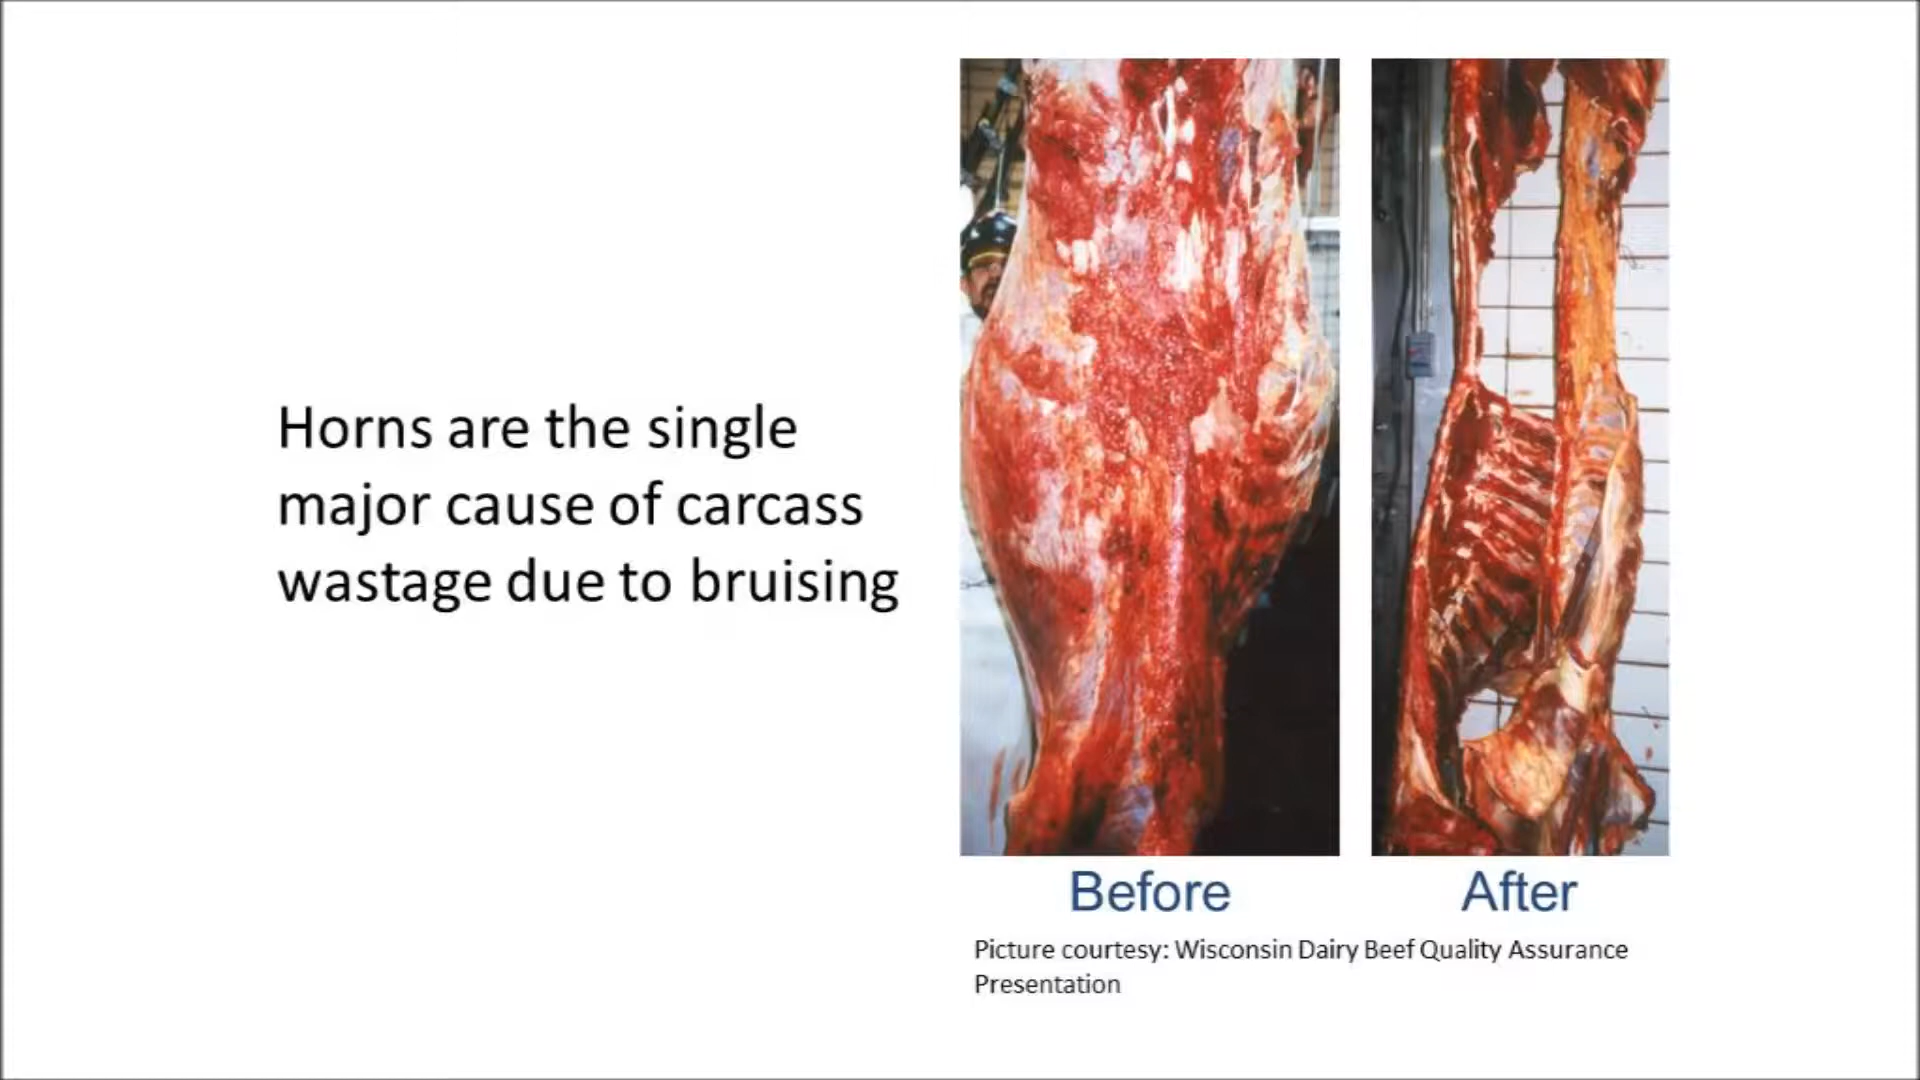 Horns are the single
major cause of carcass
wastage due to bruising
Before
After
Picture courtesy: Wisconsin Dairy Beef Quality Assurance
Presentation